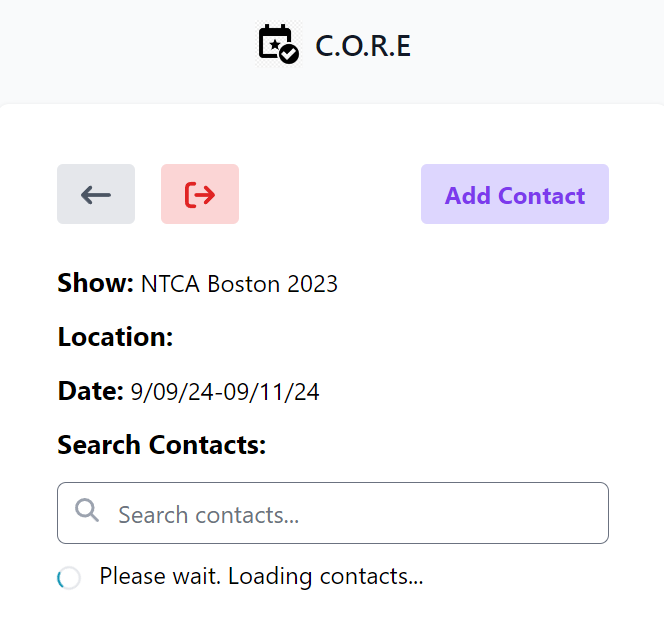 C.O.R.E
Add Contact
Show: NTCA Boston 2023
Location:
Date: 9/09/24-09/11/24
Search Contacts:
Search contacts...
Please wait. Loading contacts...